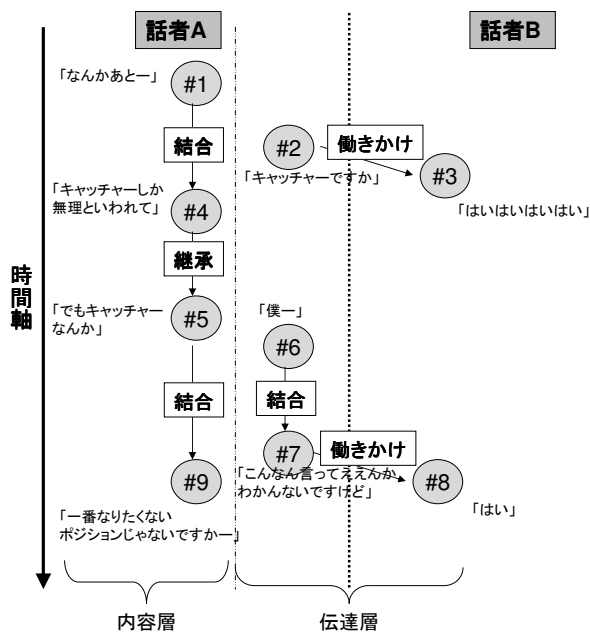 話者A
話者B
「なんかあとー」
#1
結合
#2
働きかけ
「キャッチャーですか」
#3
「はいはいはいはい」
「キャッチャーしか
無理といわれて」
#4
継承
時間軸
「でもキャッチャー
なんか」
#5
「僕ー」
#6
結合
結合
#7
働きかけ
「こんなん言ってええんか
わかんないですけど」
#8
「はい」
#9
「一番なりたくない
ポジションじゃないですかー」
内容層
伝達層